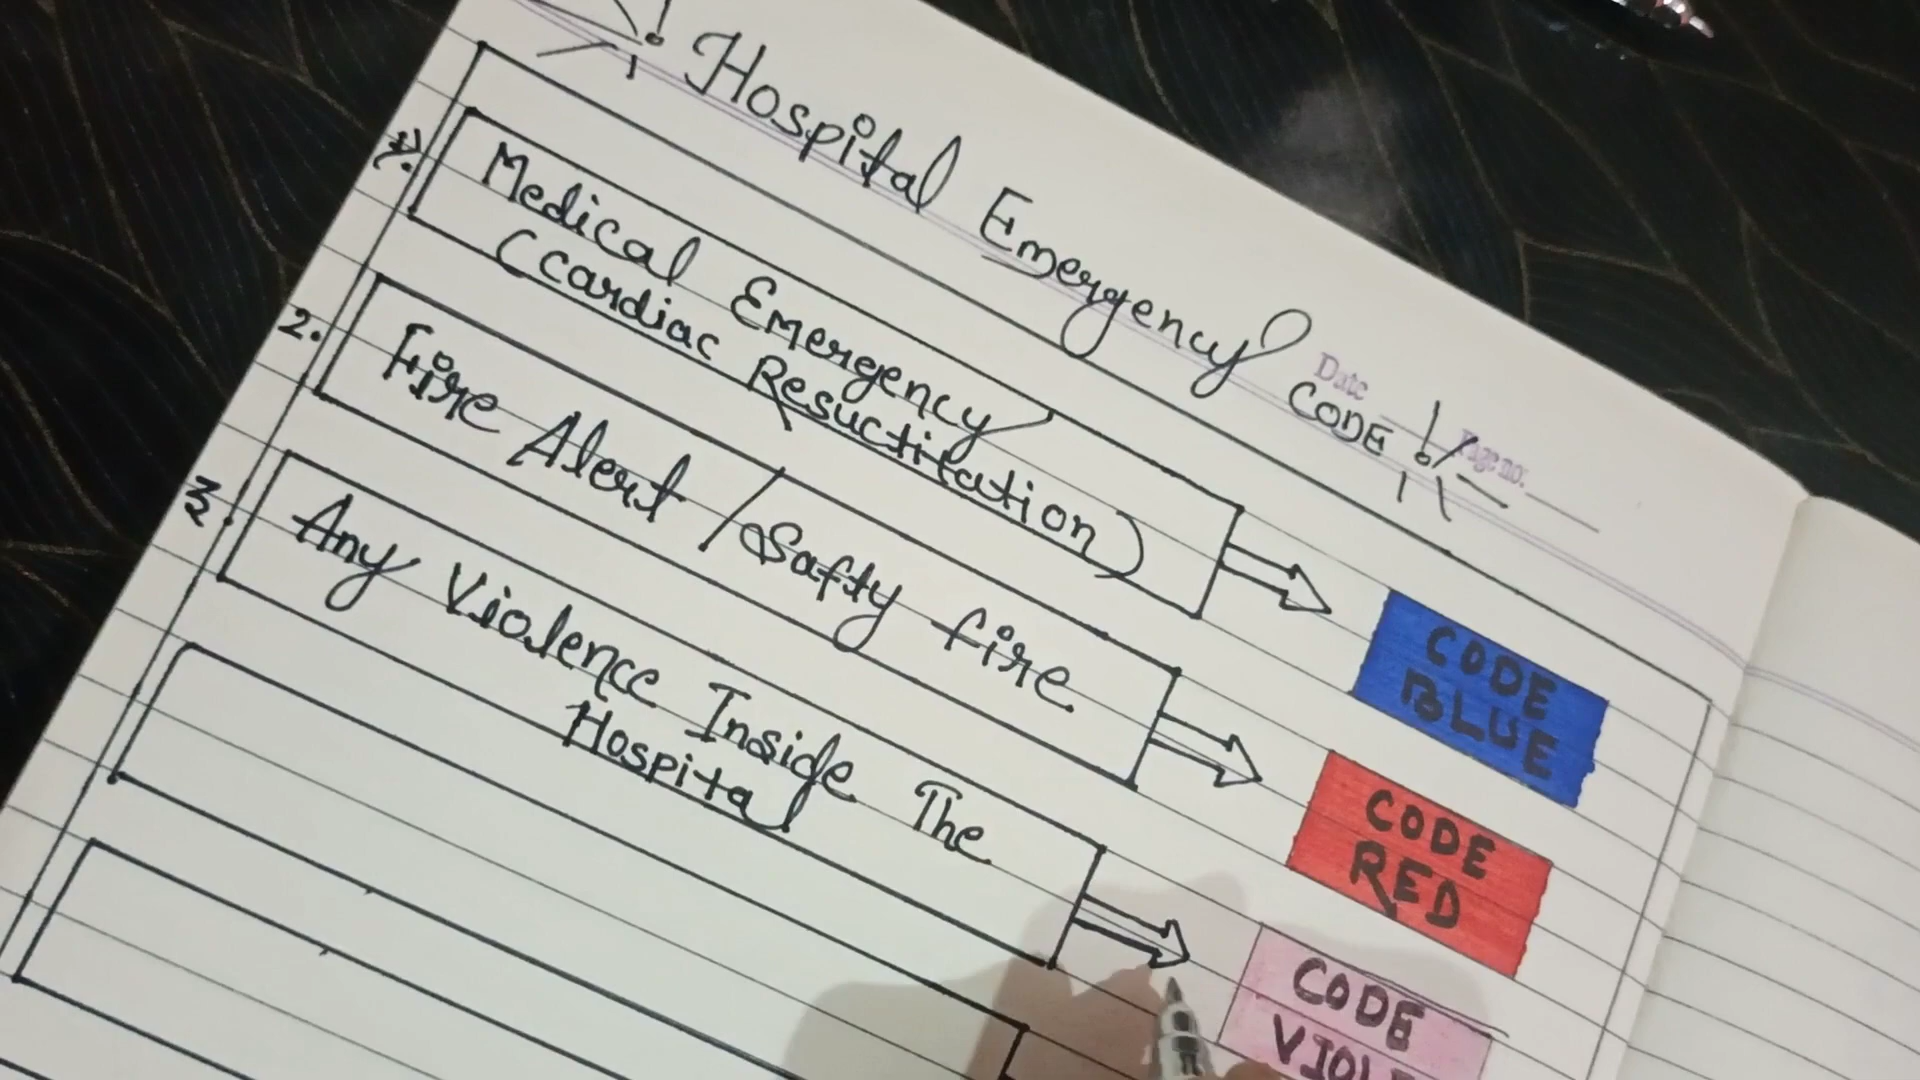 ! Hospital Emergency CODE !
Date
Page no.
1). Medical Emergency
(cardiac Resuctitation)
CODE
BLUE
2. Fire Alert / Safty fire
CODE
RED
3. Any Violence Inside The
Hospital
CODE